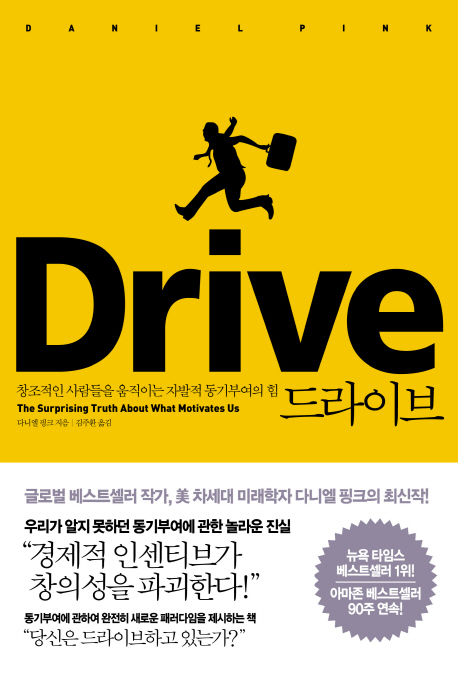 DANIEL PINK
Drive
창조적인 사람들을 움직이는 자발적 동기부여의 힘
The Surprising Truth About What Motivates Us
드라이브
다니엘 핑크 지음 | 김주환 옮김
글로벌 베스트셀러 작가, 美 차세대 미래학자 다니엘 핑크의 최신작!
우리가 알지 못하던 동기부여에 관한 놀라운 진실
“경제적 인센티브가
창의성을 파괴한다!”
동기부여에 관하여 완전히 새로운 패러다임을 제시하는 책
“당신은 드라이브하고 있는가?”
뉴욕 타임스
베스트셀러 1위!
아마존 베스트셀러
90주 연속!